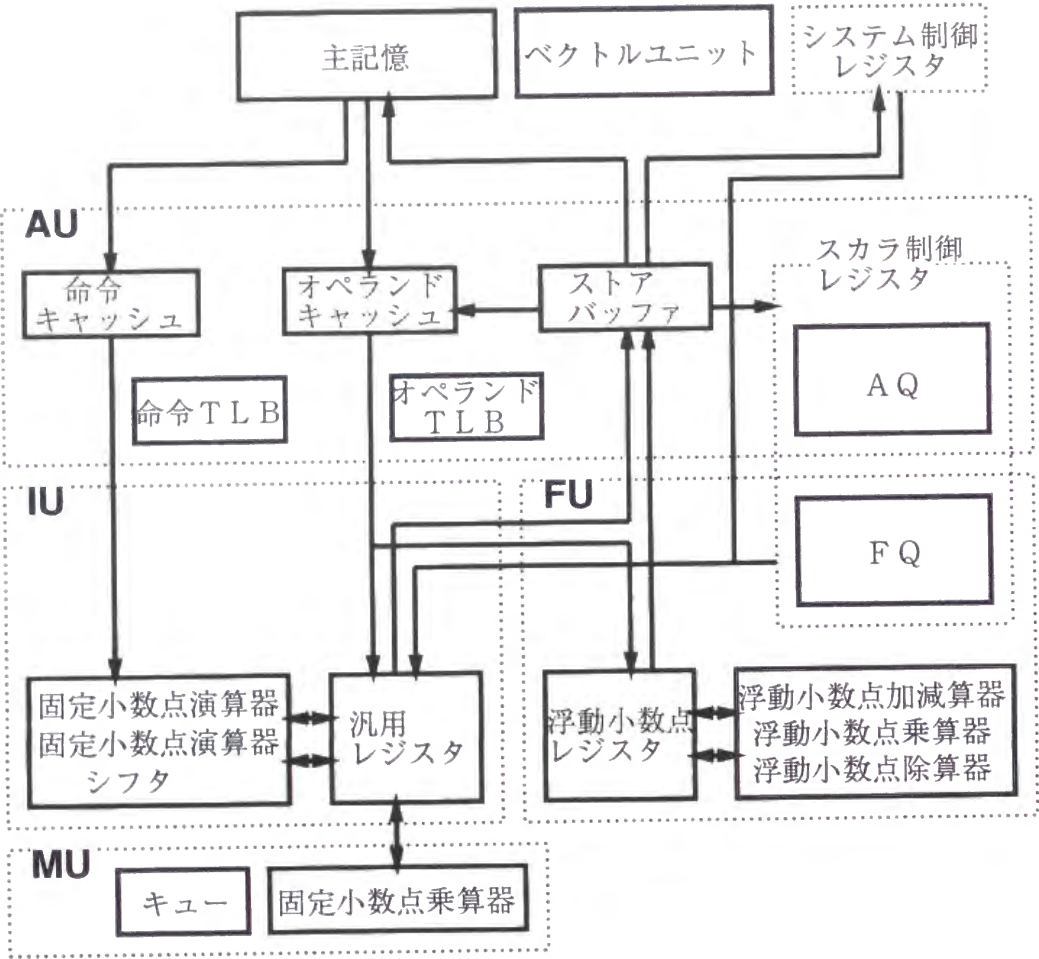 主記憶
ベクトルユニット
システム制御
レジスタ
AU
命令
キャッシュ
オペランド
キャッシュ
ストア
バッファ
スカラ制御
レジスタ
命令TLB
オペランド
TLB
AQ
IU
FU
FQ
固定小数点演算器
固定小数点演算器
シフタ
汎用
レジスタ
浮動小数点
レジスタ
浮動小数点加減算器
浮動小数点乗算器
浮動小数点除算器
MU
キュー
固定小数点乗算器